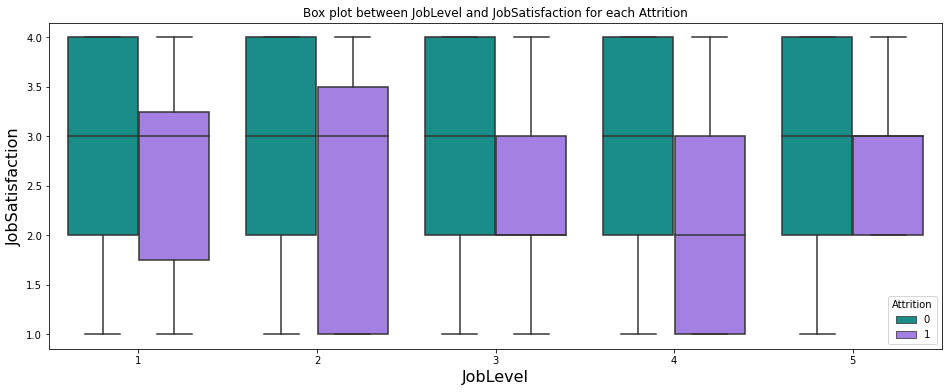 Box plot between JobLevel and JobSatisfaction for each Attrition
JobSatisfaction
4.0
3.5
3.0
2.5
2.0
1.5
1.0
Attrition
0
1
1 2 3 4 5
JobLevel